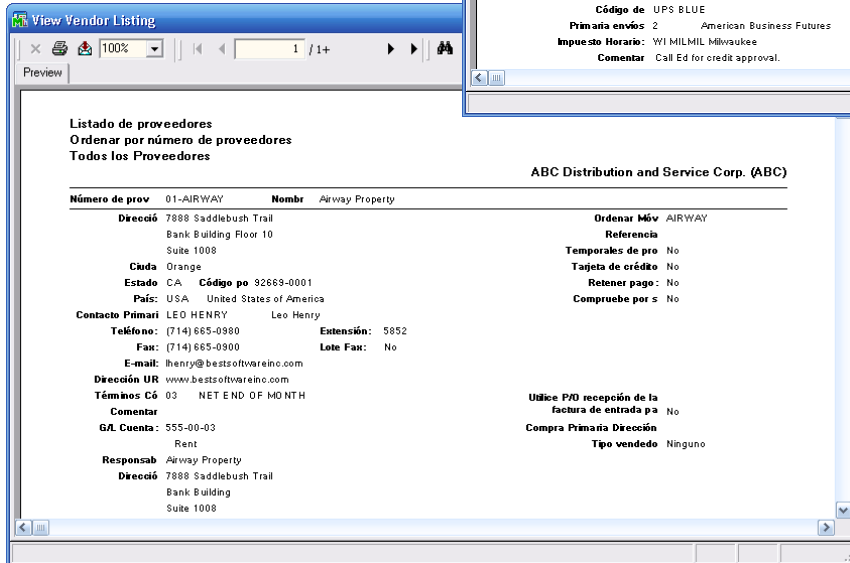 Código de UPS BLUE
Primaria envíos 2 American Business Futures
Impuesto Horario: WI MILMIL Milwaukee
Comentar Call Ed for credit approval.
View Vendor Listing
100% 1 / 1+
Preview
Listado de proveedores
Ordenar por número de proveedores
Todos los Proveedores
ABC Distribution and Service Corp. (ABC)
Número de prov 01-AIRWAY Nombr Airway Property
Direcció 7888 Saddlebush Trail Ordenar Móv AIRWAY
Bank Building Floor 10 Referencia
Suite 1008 Temporales de pro No
Ciuda Orange Tarjeta de crédito No
Estado CA Código po 92669-0001 Retener pago: No
País: USA United States of America Compruebe por s No
Contacto Primari LEO HENRY Leo Henry
Teléfono: (714) 665-0980 Extensión: 5852
Fax: (714) 665-0900 Lote Fax: No
E-mail: lhenry@bestsoftwareinc.com
Dirección UR www.bestsoftwareinc.com
Términos Có 03 NET END OF MONTH Utilice P/O recepción de la
Comentar factura de entrada pa No
G/L Cuenta: 555-00-03 Compra Primaria Dirección
Rent Tipo vendedo Ninguno
Responsab Airway Property
Direcció 7888 Saddlebush Trail
Bank Building
Suite 1008